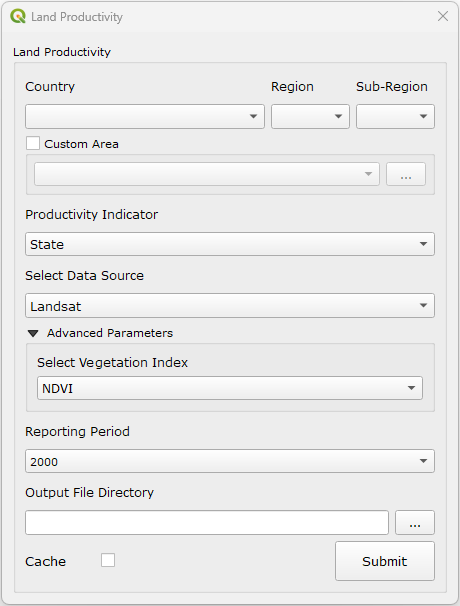 Land Productivity
Land Productivity
Country Region Sub-Region
Custom Area
...
Productivity Indicator
State
Select Data Source
Landsat
Advanced Parameters
Select Vegetation Index
NDVI
Reporting Period
2000
Output File Directory
...
Cache Submit